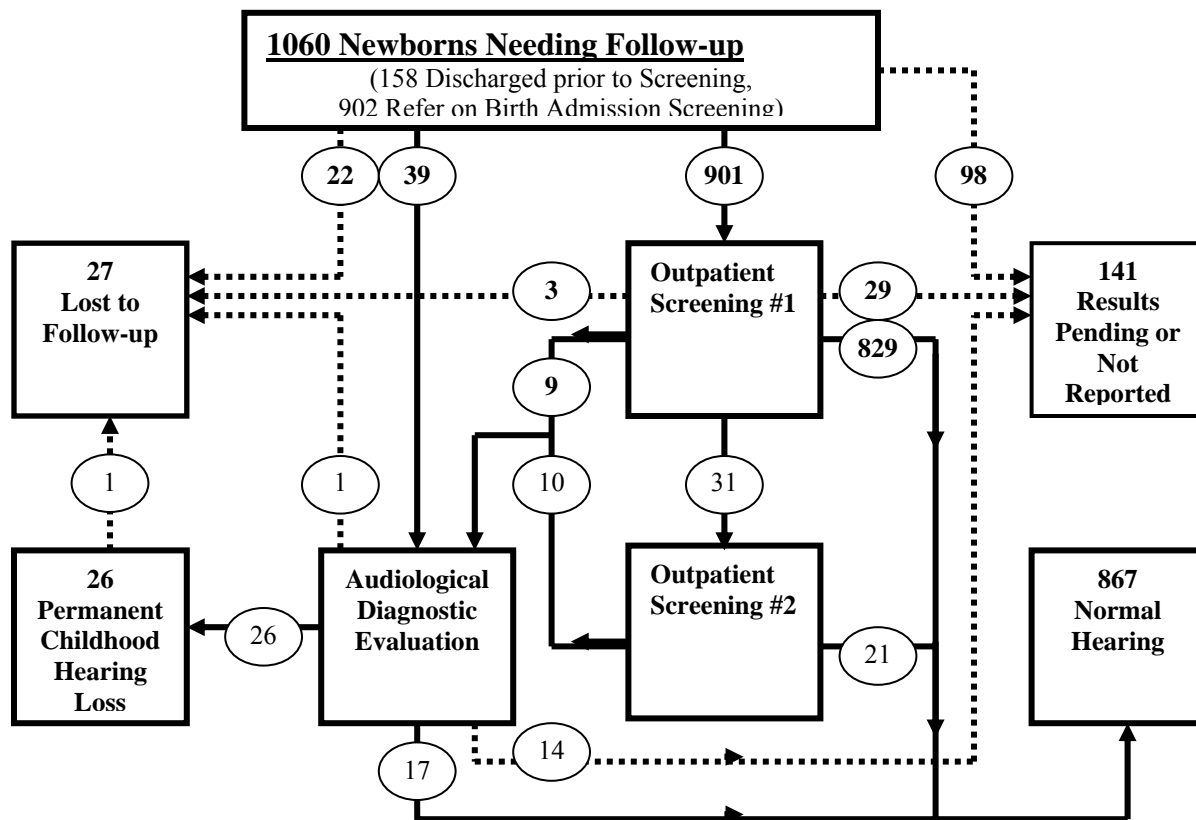 1060 Newborns Needing Follow-up
(158 Discharged prior to Screening,
902 Refer on Birth Admission Screening)
22
39
901
98
27
Lost to
Follow-up
3
Outpatient
Screening #1
29
829
141
Results
Pending or
Not
Reported
9
1
1
10
31
26
Permanent
Childhood
Hearing
Loss
26
Audiological
Diagnostic
Evaluation
Outpatient
Screening #2
21
867
Normal
Hearing
17
14